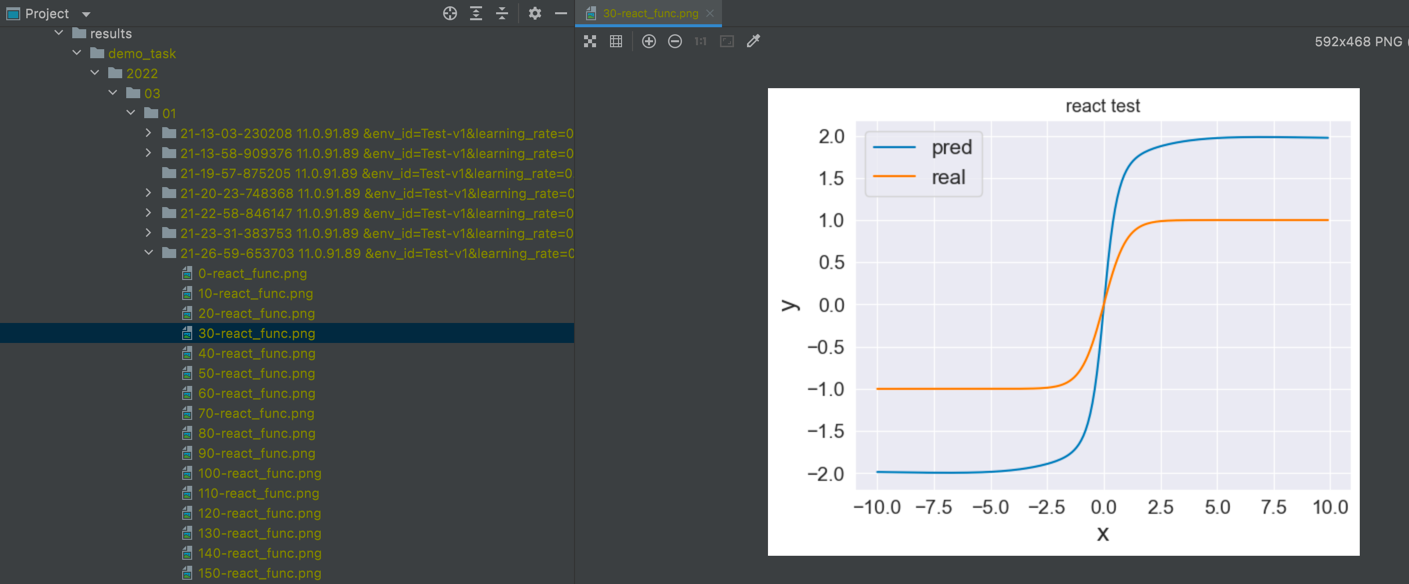 Project
results
demo_task
2022
03
01
21-13-03-230208 11.0.91.89 &env_id=Test-v1&learning_rate=0
21-13-58-909376 11.0.91.89 &env_id=Test-v1&learning_rate=0
21-19-57-875205 11.0.91.89 &env_id=Test-v1&learning_rate=0
21-20-23-748368 11.0.91.89 &env_id=Test-v1&learning_rate=0
21-22-58-846147 11.0.91.89 &env_id=Test-v1&learning_rate=0
21-23-31-383753 11.0.91.89 &env_id=Test-v1&learning_rate=0
21-26-59-653703 11.0.91.89 &env_id=Test-v1&learning_rate=0
0-react_func.png
10-react_func.png
20-react_func.png
30-react_func.png
40-react_func.png
50-react_func.png
60-react_func.png
70-react_func.png
80-react_func.png
90-react_func.png
100-react_func.png
110-react_func.png
120-react_func.png
130-react_func.png
140-react_func.png
150-react_func.png
30-react_func.png
1:1
592x468 PNG (
react test
pred
real
2.0
1.5
1.0
0.5
0.0
−0.5
−1.0
−1.5
−2.0
y
−10.0 −7.5 −5.0 −2.5 0.0 2.5 5.0 7.5 10.0
x